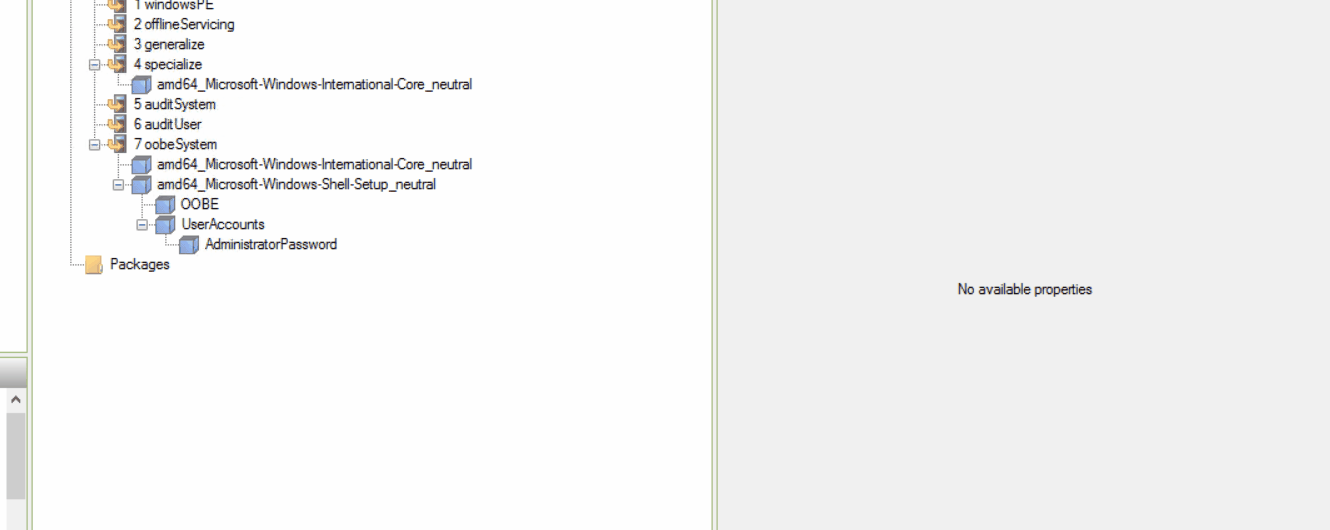 1 windowsPE
2 offlineServicing
3 generalize
4 specialize
amd64_Microsoft-Windows-International-Core_neutral
5 auditSystem
6 auditUser
7 oobeSystem
amd64_Microsoft-Windows-International-Core_neutral
amd64_Microsoft-Windows-Shell-Setup_neutral
OOBE
UserAccounts
AdministratorPassword
Packages
No available properties